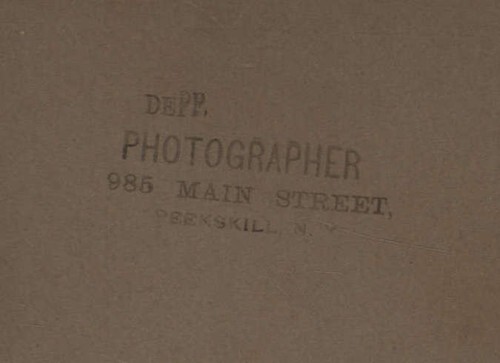 DEPP.
PHOTOGRAPHER
985 MAIN STREET,
PEEKSKILL, N. Y.